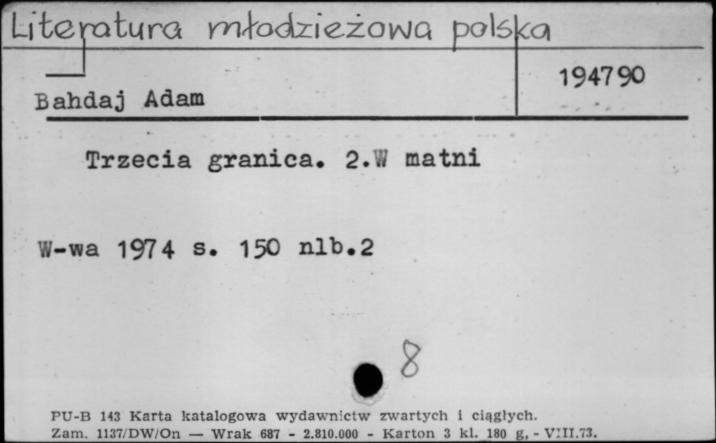 Literatura młodzieżowa polska
194790
Bahdaj Adam
Trzecia granica. 2.W matni
W-wa 1974 s. 150 nlb.2
8
PU-B 143 Karta katalogowa wydawnictw zwartych i ciągłych.
Zam. 1137/DW/On — Wrak 687 - 2.810.000 - Karton 3 kl. 180 g, - VIII.73.